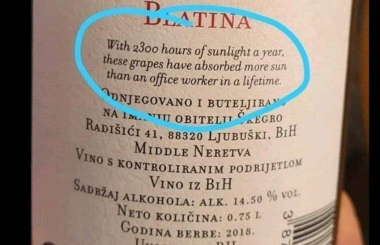 BLATINA
With 2300 hours of sunlight a year,
these grapes have absorbed more sun
than an office worker in a lifetime.
ODNJEGOVANO I BUTELJIRANO
NA IMANJU OBITELJI ŠKEGRO
RADIŠIĆI 41, 88320 LJUBUŠKI, BIH
MIDDLE NERETVA
VINO S KONTROLIRANIM PODRIJETLOM
VINO IZ BIH
SADRŽAJ ALKOHOLA: ALK. 14.50 % VOL.
NETO KOLIČINA: 0.75 L
GODINA BERBE: 2018.